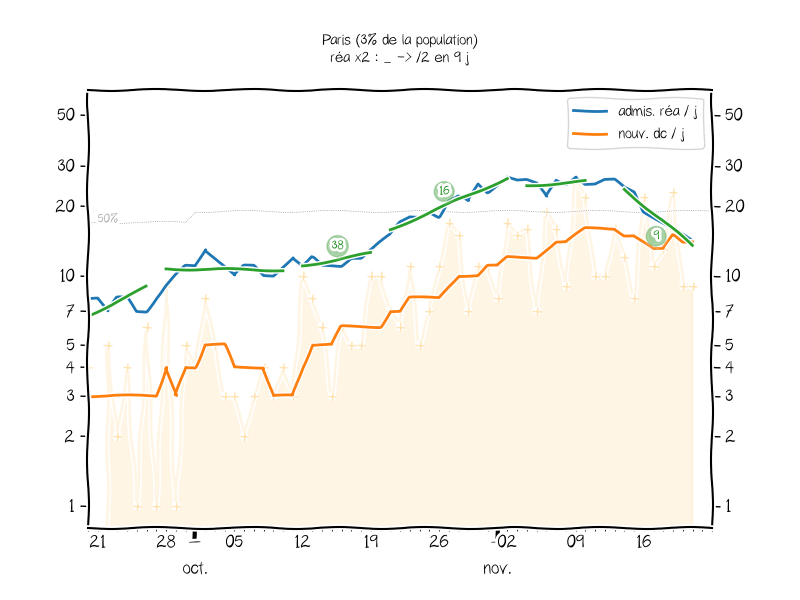 Paris (3% de la population)
réa x2 : _ -> /2 en 9 j
admis. réa / j
nouv. dc / j
50 50
30 30
20 20
10 10
7 7
5 5
4 4
3 3
2 2
1 1
50%
16
38
9
21 28 05 12 19 26 02 09 16
oct. nov.